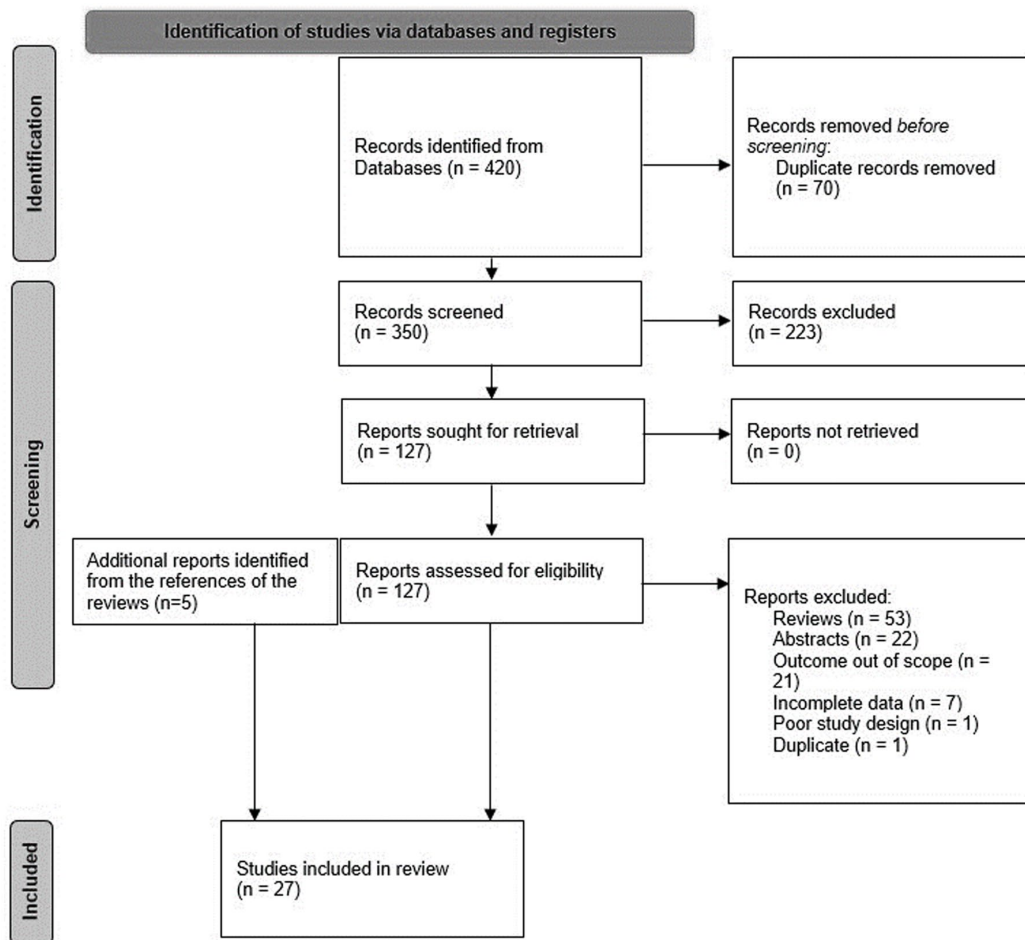 Identification of studies via databases and registers
Identification
Records identified from
Databases (n = 420)
Records removed before
screening:
Duplicate records removed
(n = 70)
Screening
Records screened
(n = 350)
Records excluded
(n = 223)
Reports sought for retrieval
(n = 127)
Reports not retrieved
(n = 0)
Additional reports identified
from the references of the
reviews (n=5)
Reports assessed for eligibility
(n = 127)
Reports excluded:
Reviews (n = 53)
Abstracts (n = 22)
Outcome out of scope (n =
21)
Incomplete data (n = 7)
Poor study design (n = 1)
Duplicate (n = 1)
Included
Studies included in review
(n = 27)